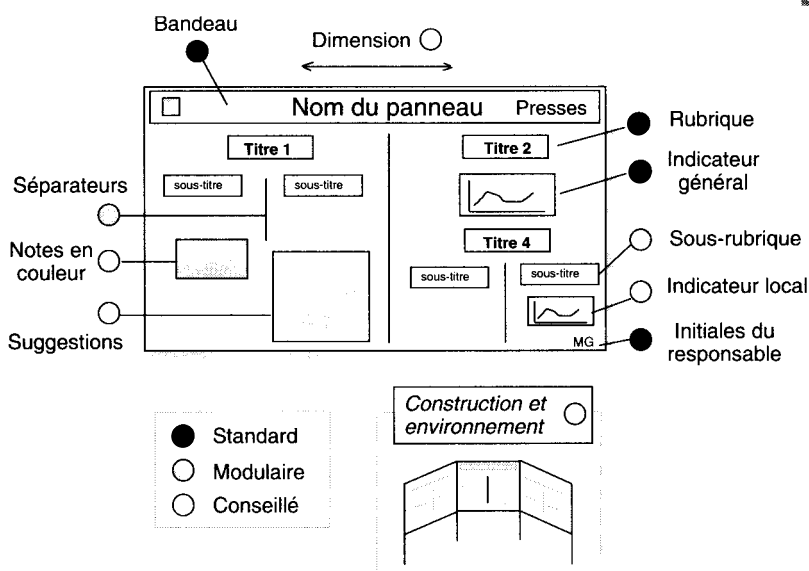 Bandeau
Dimension
Nom du panneau Presses
Titre 1
Titre 2
Rubrique
sous-titre sous-titre
Indicateur
général
Séparateurs
Titre 4
Notes en
couleur
sous-titre sous-titre
Sous-rubrique
Indicateur local
Suggestions
MG
Initiales du
responsable
Construction et
environnement
Standard
Modulaire
Conseillé